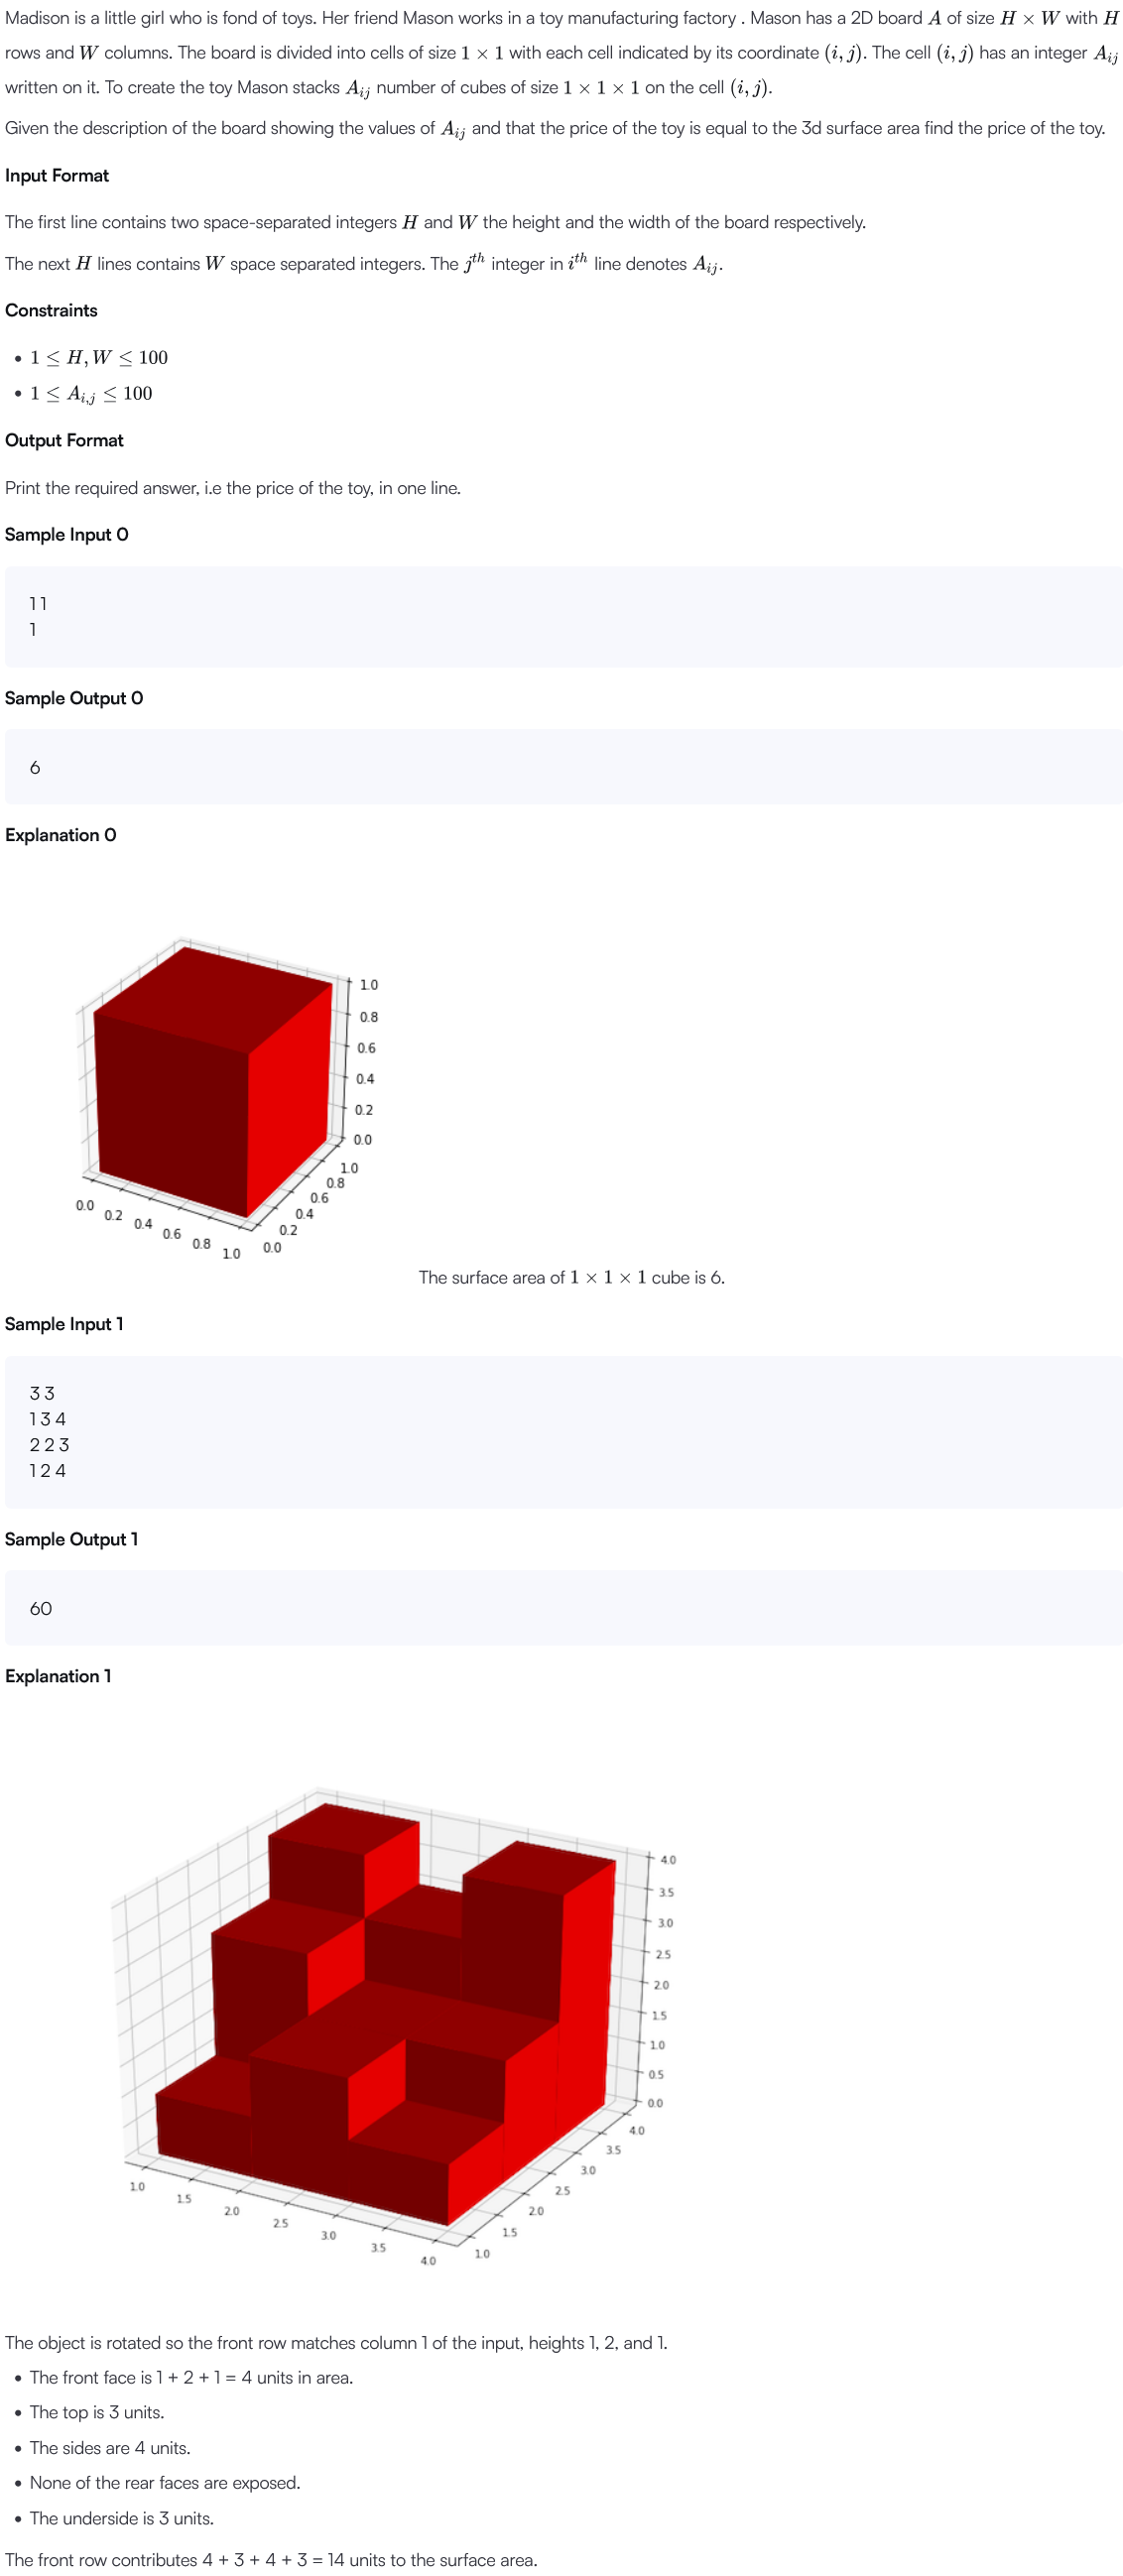 Madison is a little girl who is fond of toys. Her friend Mason works in a toy manufacturing factory . Mason has a 2D board A of size H × W with H
rows and W columns. The board is divided into cells of size 1 × 1 with each cell indicated by its coordinate (i, j). The cell (i, j) has an integer A_{ij}
written on it. To create the toy Mason stacks A_{ij} number of cubes of size 1 × 1 × 1 on the cell (i, j).
Given the description of the board showing the values of A_{ij} and that the price of the toy is equal to the 3d surface area find the price of the toy.
Input Format
The first line contains two space-separated integers H and W the height and the width of the board respectively.
The next H lines contains W space separated integers. The j^{th} integer in i^{th} line denotes A_{ij}.
Constraints
• 1 ≤ H, W ≤ 100
• 1 ≤ A_{i,j} ≤ 100
Output Format
Print the required answer, i.e the price of the toy, in one line.
Sample Input 0
1 1
1
Sample Output 0
6
Explanation 0
1.0
0.8
0.6
0.4
0.2
0.0
1.0
0.8
0.6
0.4
0.2
0.0
0.0
0.2
0.4
0.6
0.8
1.0
The surface area of 1 × 1 × 1 cube is 6.
Sample Input 1
3 3
1 3 4
2 2 3
1 2 4
Sample Output 1
60
Explanation 1
4.0
3.5
3.0
2.5
2.0
1.5
1.0
0.5
0.0
4.0
3.5
3.0
2.5
2.0
1.5
1.0
1.0
1.5
2.0
2.5
3.0
3.5
4.0
The object is rotated so the front row matches column 1 of the input, heights 1, 2, and 1.
• The front face is 1 + 2 + 1 = 4 units in area.
• The top is 3 units.
• The sides are 4 units.
• None of the rear faces are exposed.
• The underside is 3 units.
The front row contributes 4 + 3 + 4 + 3 = 14 units to the surface area.